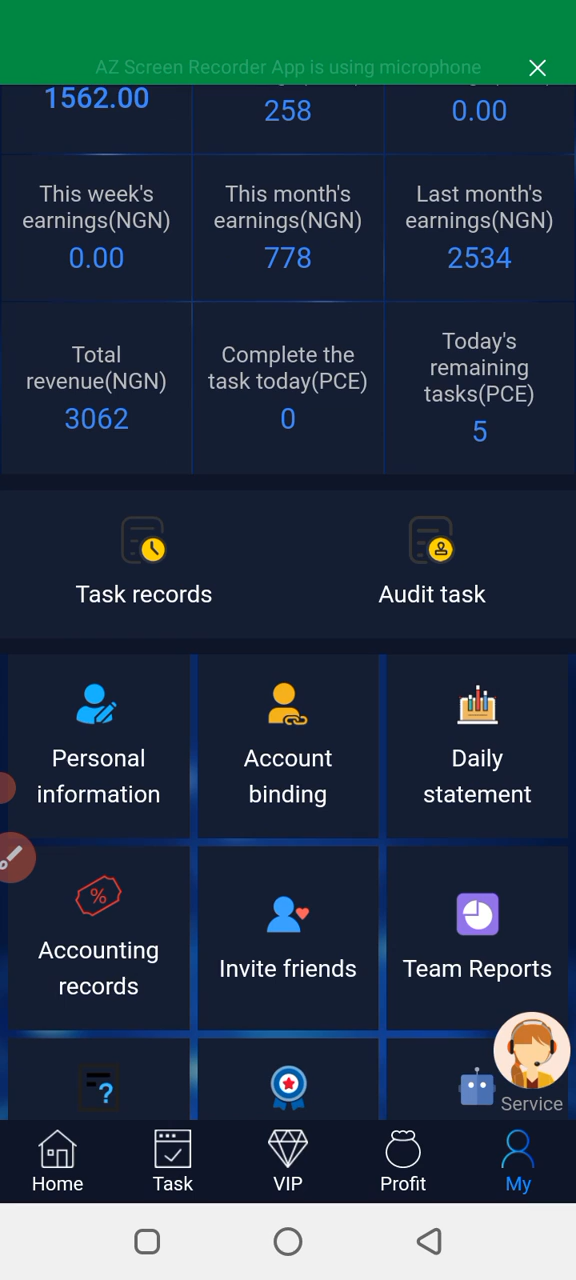 AZ Screen Recorder App is using microphone
1562.00
258
0.00
This week's
earnings(NGN)
0.00
This month's
earnings(NGN)
778
Last month's
earnings(NGN)
2534
Total
revenue(NGN)
3062
Complete the
task today(PCE)
0
Today's
remaining
tasks(PCE)
5
Task records
Audit task
Personal
information
Account
binding
Daily
statement
Accounting
records
Invite friends
Team Reports
Service
Home
Task
VIP
Profit
My